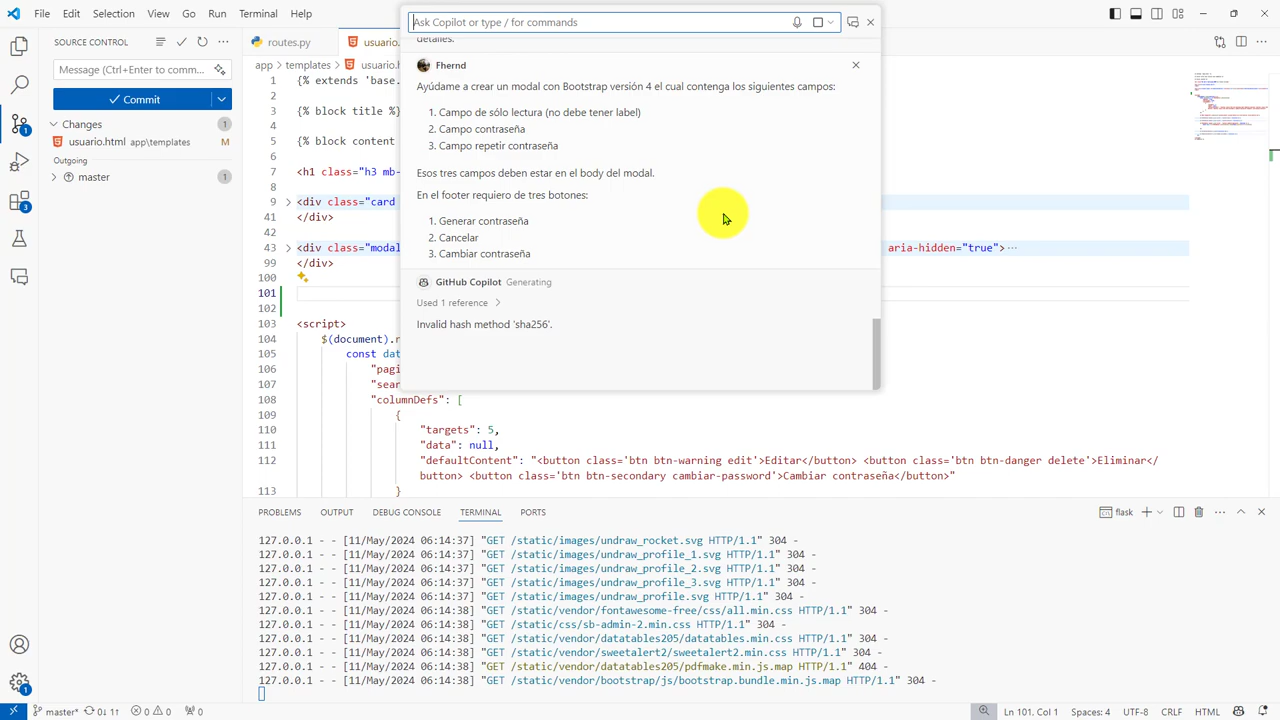 File Edit Selection View Go Run Terminal Help
Ask Copilot or type / for commands
SOURCE CONTROL
Message (Ctrl+Enter to comm...
Commit
Changes 1
usuario.html app\templates M
Outgoing
master 1
1
3
1
routes.py
usuario.
app > templates > usuario.h
1 {% extends 'base.
2
3 {% title %}
4
5 {% block content
6
7 <h1 class="h3 mb-
8
9 <div class="card
41 </div>
42
43 <div class="modal aria-hidden="true"> ...
99 </div>
100
101
102
103 <script>
104 $(document).r
105 const dat
106 "pagi
107 "sear
108 "columnDefs": [
109 {
110 "targets": 5,
111 "data": null,
112 "defaultContent": "<button class='btn btn-warning edit'>Editar</button> <button class='btn btn-danger delete'>Eliminar</
button> <button class='btn btn-secondary cambiar-password'>Cambiar contraseña</button>"
113 }
detalles.
Fhernd
Ayúdame a crear un modal con Bootstrap versión 4 el cual contenga los siguientes campos:
(no debe tener label)
3. Campo repetir contraseña
Esos tres campos deben estar en el body del modal.
En el footer requiero de tres botones:
1. Generar contraseña
2. Cancelar
3. Cambiar contraseña
GitHub Copilot Generating
Used 1 reference >
Invalid hash method 'sha256'.
PROBLEMS OUTPUT DEBUG CONSOLE TERMINAL PORTS
flask
127.0.0.1 - - [11/May/2024 06:14:37] "GET /static/images/undraw_rocket.svg HTTP/1.1" 304 -
127.0.0.1 - - [11/May/2024 06:14:37] "GET /static/images/undraw_profile_1.svg HTTP/1.1" 304 -
127.0.0.1 - - [11/May/2024 06:14:37] "GET /static/images/undraw_profile_2.svg HTTP/1.1" 304 -
127.0.0.1 - - [11/May/2024 06:14:37] "GET /static/images/undraw_profile_3.svg HTTP/1.1" 304 -
127.0.0.1 - - [11/May/2024 06:14:37] "GET /static/images/undraw_profile.svg HTTP/1.1" 304 -
127.0.0.1 - - [11/May/2024 06:14:38] "GET /static/vendor/fontawesome-free/css/all.min.css HTTP/1.1" 304 -
127.0.0.1 - - [11/May/2024 06:14:38] "GET /static/css/sb-admin-2.min.css HTTP/1.1" 304 -
127.0.0.1 - - [11/May/2024 06:14:38] "GET /static/vendor/datatables205/datatables.min.css HTTP/1.1" 304 -
127.0.0.1 - - [11/May/2024 06:14:38] "GET /static/vendor/sweetalert2/sweetalert2.min.css HTTP/1.1" 304 -
127.0.0.1 - - [11/May/2024 06:14:38] "GET /static/vendor/datatables205/pdfmake.min.js.map HTTP/1.1" 404 -
127.0.0.1 - - [11/May/2024 06:14:38] "GET /static/vendor/bootstrap/js/bootstrap.bundle.min.js.map HTTP/1.1" 304 -
1
master* 0↓ 1↑ 0 0 0 Ln 101, Col 1 Spaces: 4 UTF-8 CRLF HTML